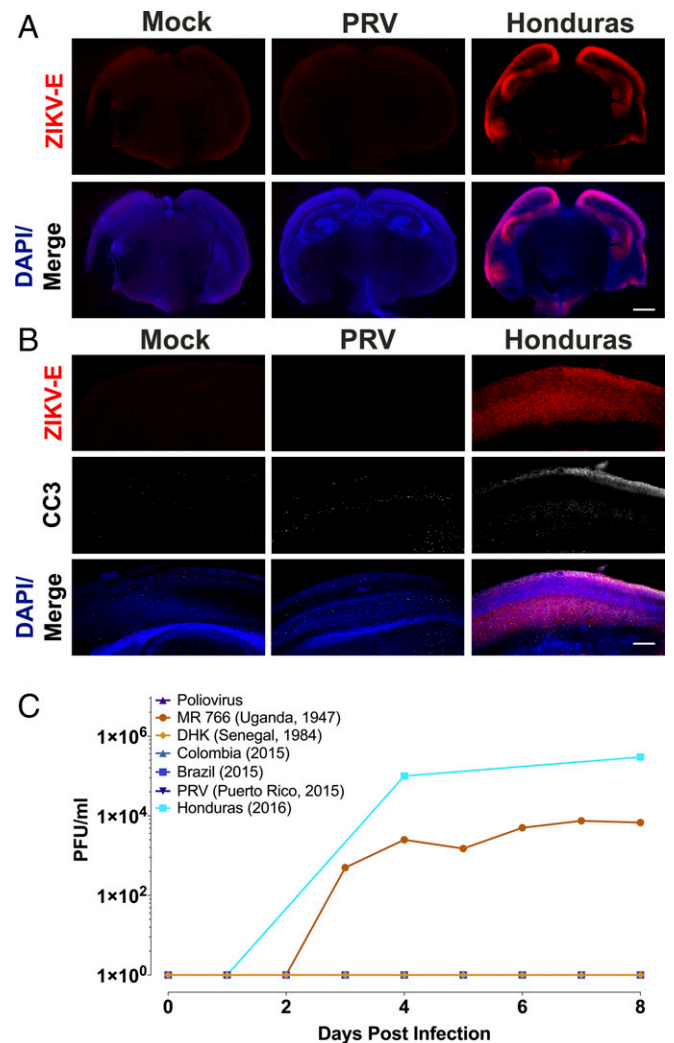 A
Mock PRV Honduras
ZIKV-E
DAPI/
Merge
B
Mock PRV Honduras
ZIKV-E
CC3
DAPI/
Merge
C
Poliovirus
MR 766 (Uganda, 1947)
DHK (Senegal, 1984)
Colombia (2015)
Brazil (2015)
PRV (Puerto Rico, 2015)
Honduras (2016)
PFU/ml
1×10⁶
1×10⁴
1×10²
1×10⁰
0 2 4 6 8
Days Post Infection